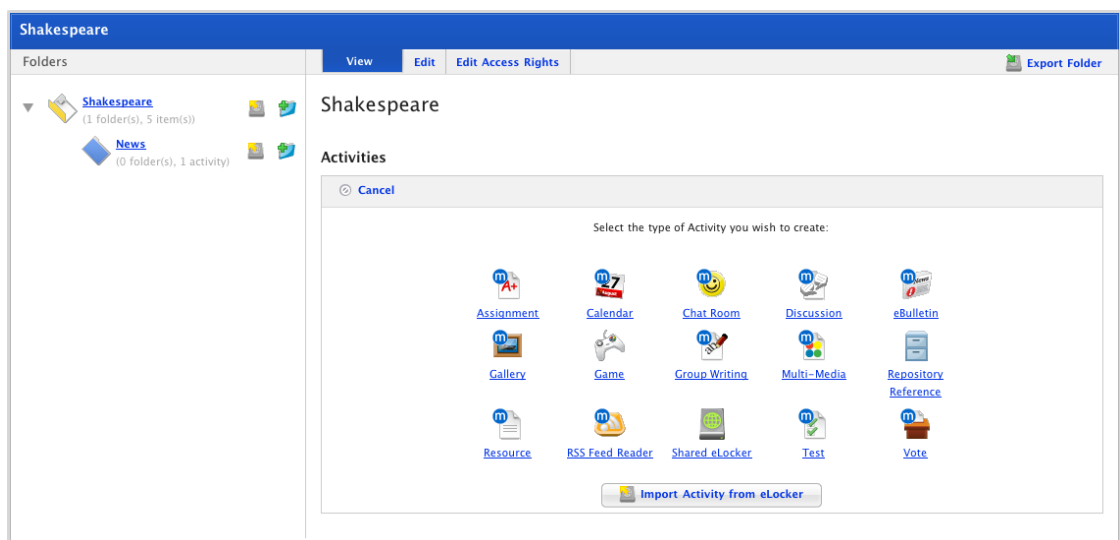 Shakespeare
Folders
View Edit Edit Access Rights Export Folder
Shakespeare
(1 folder(s), 5 item(s))
News
(0 folder(s), 1 activity)
Shakespeare
Activities
Cancel
Select the type of Activity you wish to create:
Assignment Calendar Chat Room Discussion eBulletin
Gallery Game Group Writing Multi-Media Repository
Reference
Resource RSS Feed Reader Shared eLocker Test Vote
Import Activity from eLocker